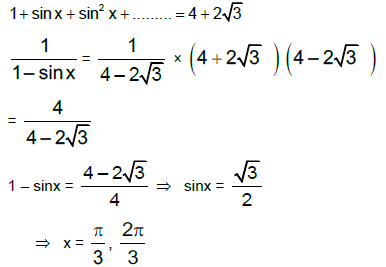 1+ sin x + sin² x + ......... = 4 + 2√3
1/(1− sin x) = 1/(4 − 2√3) × (4 + 2√3 ) (4 − 2√3 )
= 4/(4 − 2√3)
1 – sinx = (4 − 2√3)/4 ⇒ sinx = √3/2
⇒ x = π/3 , 2π/3